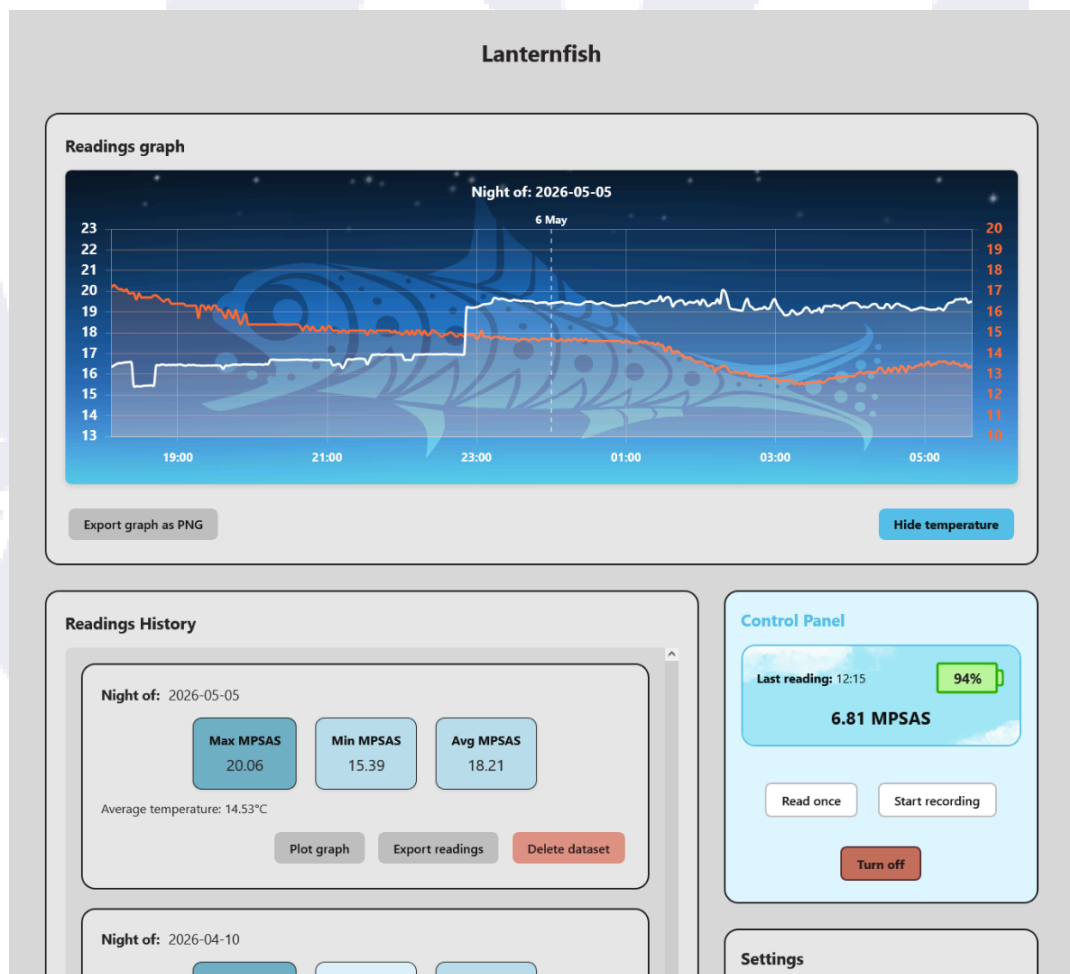 Lanternfish
Readings graph
Night of: 2026-05-05
6 May
23
22
21
20
19
18
17
16
15
14
13
20
19
18
17
16
15
14
13
12
11
10
19:00
21:00
23:00
01:00
03:00
05:00
Export graph as PNG
Hide temperature
Readings History
Night of: 2026-05-05
Max MPSAS
20.06
Min MPSAS
15.39
Avg MPSAS
18.21
Average temperature: 14.53°C
Plot graph
Export readings
Delete dataset
Night of: 2026-04-10
Control Panel
Last reading: 12:15
94%
6.81 MPSAS
Read once
Start recording
Turn off
Settings